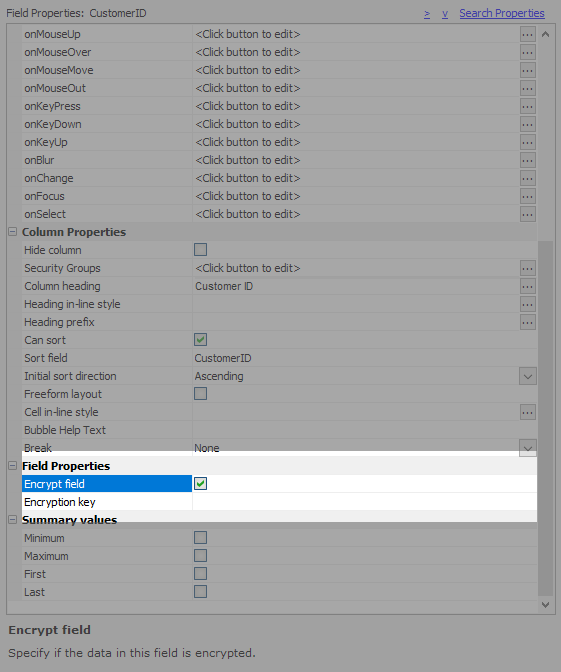 Field Properties: CustomerID > v Search Properties
onMouseUp <Click button to edit> ...
onMouseOver <Click button to edit> ...
onMouseMove <Click button to edit> ...
onMouseOut <Click button to edit> ...
onKeyPress <Click button to edit> ...
onKeyDown <Click button to edit> ...
onKeyUp <Click button to edit> ...
onBlur <Click button to edit> ...
onChange <Click button to edit> ...
onFocus <Click button to edit> ...
onSelect <Click button to edit> ...
Column Properties
Hide column
Security Groups <Click button to edit> ...
Column heading Customer ID ...
Heading in-line style ...
Heading prefix ...
Can sort
Sort field CustomerID
Initial sort direction Ascending
Freeform layout
Cell in-line style ...
Bubble Help Text
Break None
Field Properties
Encrypt field
Encryption key
Summary values
Minimum
Maximum
First
Last
Encrypt field
Specify if the data in this field is encrypted.